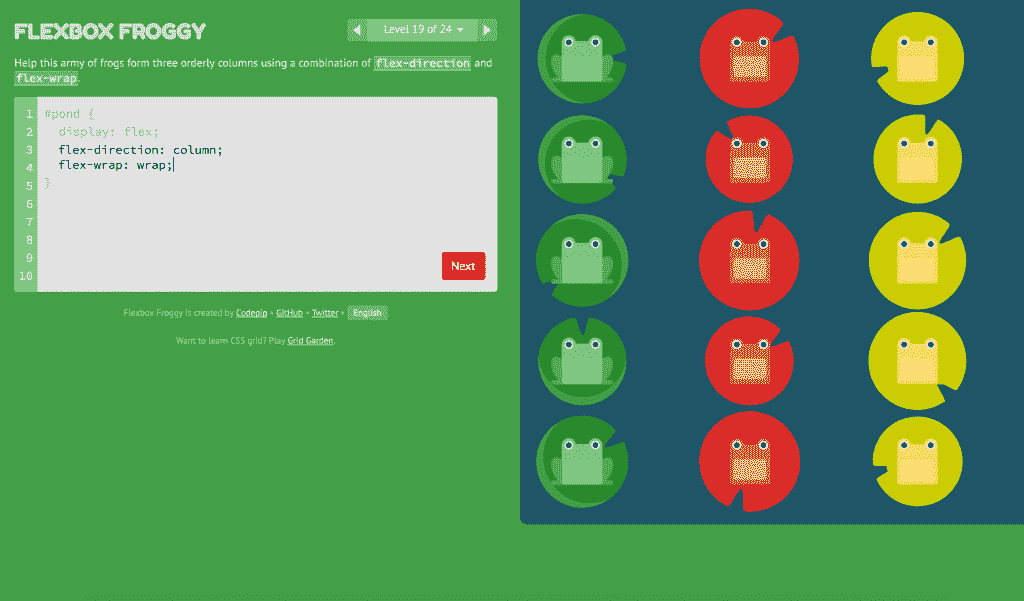 FLEXBOX FROGGY
Level 19 of 24
Help this army of frogs form three orderly columns using a combination of flex-direction and
flex-wrap.
1 #pond {
2 display: flex;
3 flex-direction: column;
4 flex-wrap: wrap;
5 }
6
7
8
9
10
Next
Flexbox Froggy is created by Codepip • GitHub • Twitter • English
Want to learn CSS grid? Play Grid Garden.